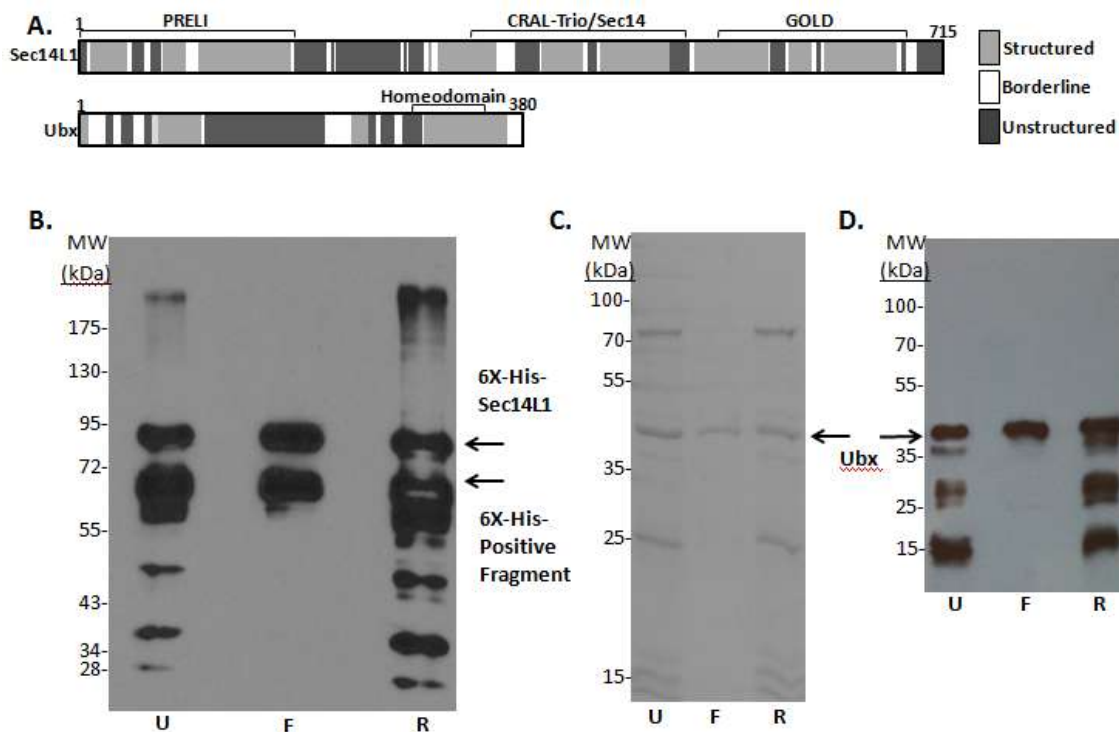 A.
1
PRELI
CRAL-Trio/Sec14
GOLD
715
Sec14L1
Structured
Borderline
Unstructured
1
Homeodomain
380
Ubx
B.
MW
(kDa)
175-
130-
95-
72-
55-
43-
34-
28-
6X-His-
Sec14L1
6X-His-
Positive
Fragment
U
F
R
C.
MW
(kDa)
100-
70-
55-
35-
25-
15-
U
F
R
Ubx
D.
MW
(kDa)
100-
70-
55-
35-
25-
15-
U
F
R